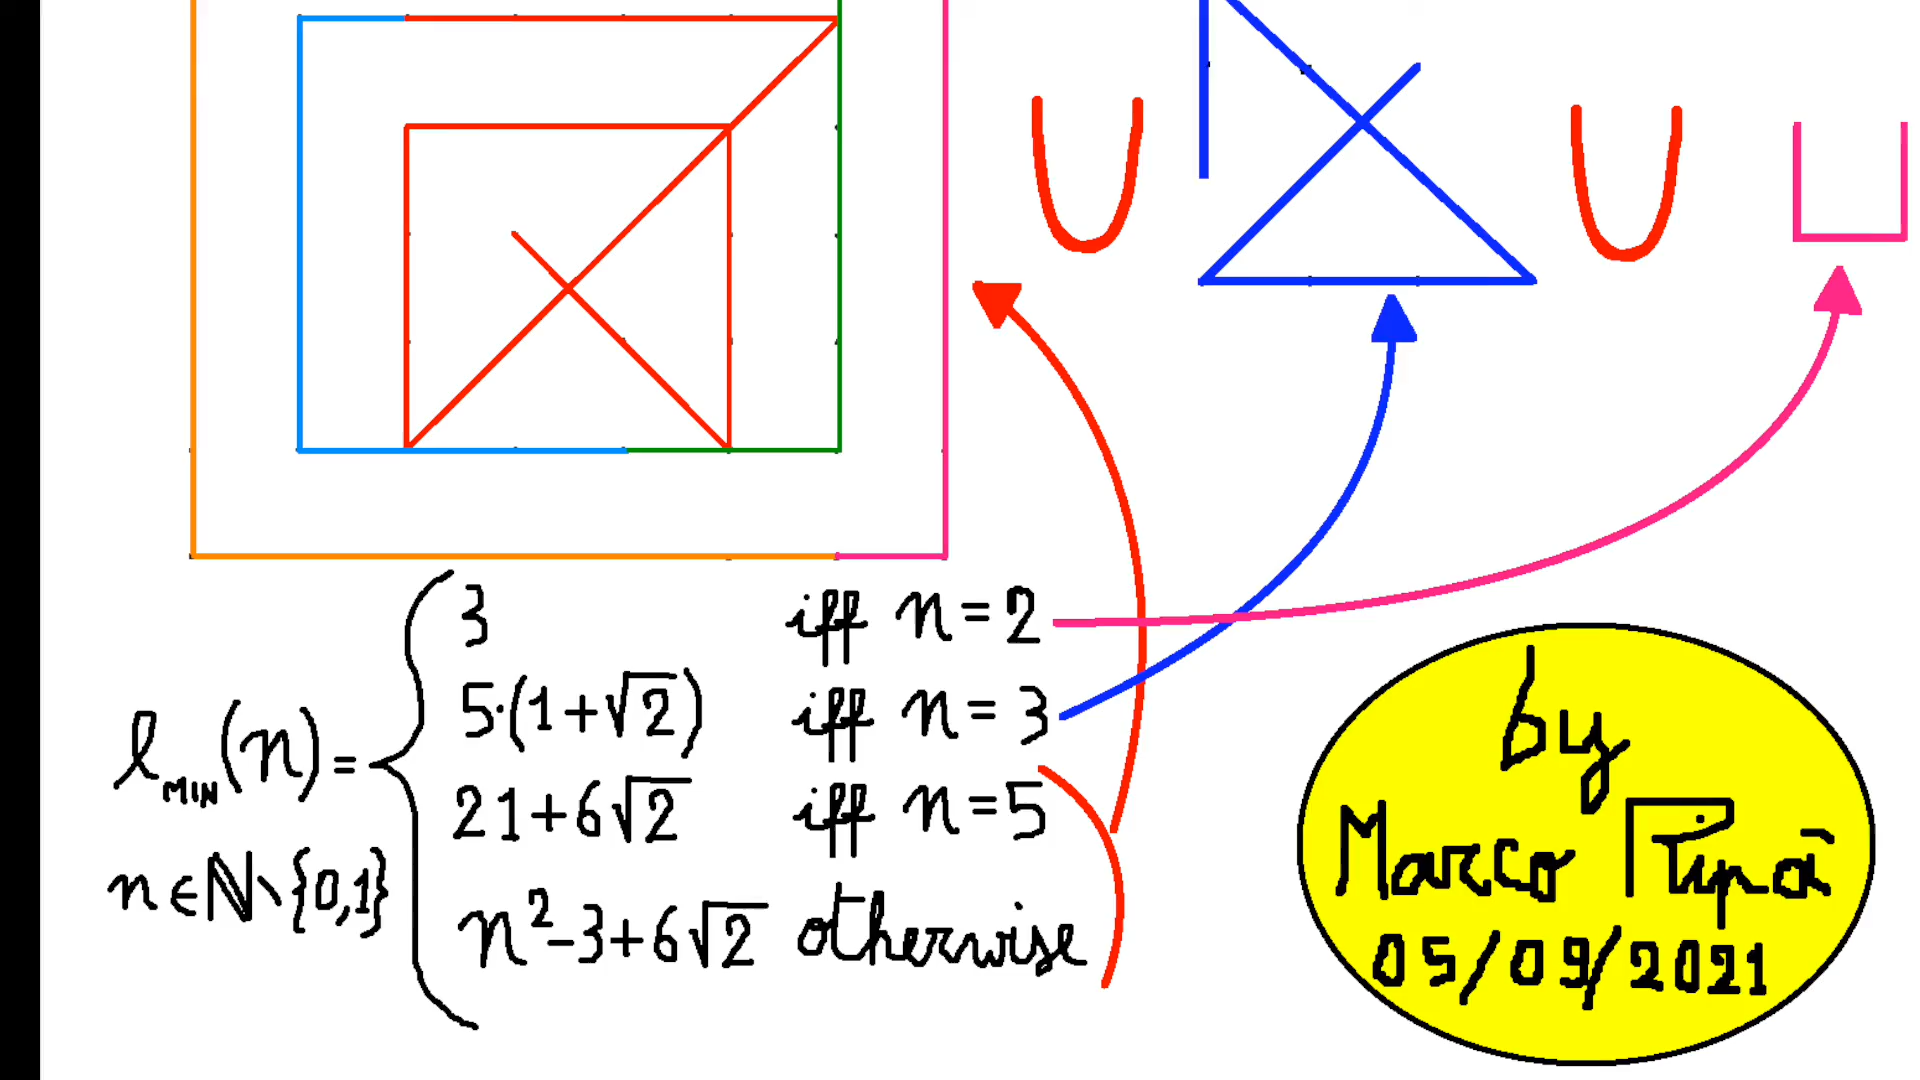 ∪ ∪
3 iff n = 2
5·(1+√2) iff n = 3
ℓ_MIN(n) =
21+6√2 iff n = 5
n ∈ ℕ∖{0,1}
n²-3+6√2 otherwise
by
Marco Ripà
05/09/2021